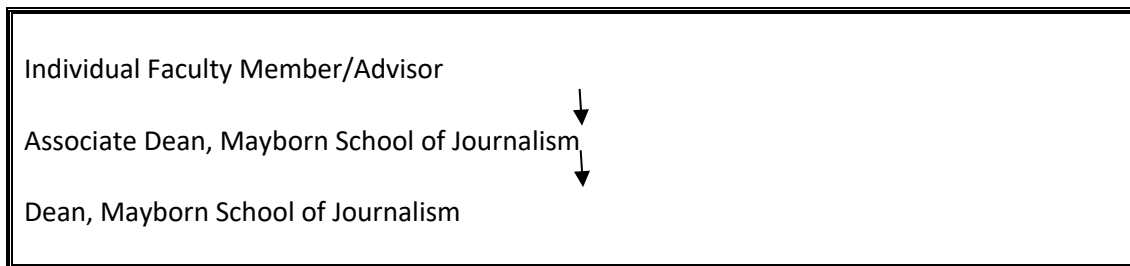 Individual Faculty Member/Advisor
Associate Dean, Mayborn School of Journalism
Dean, Mayborn School of Journalism